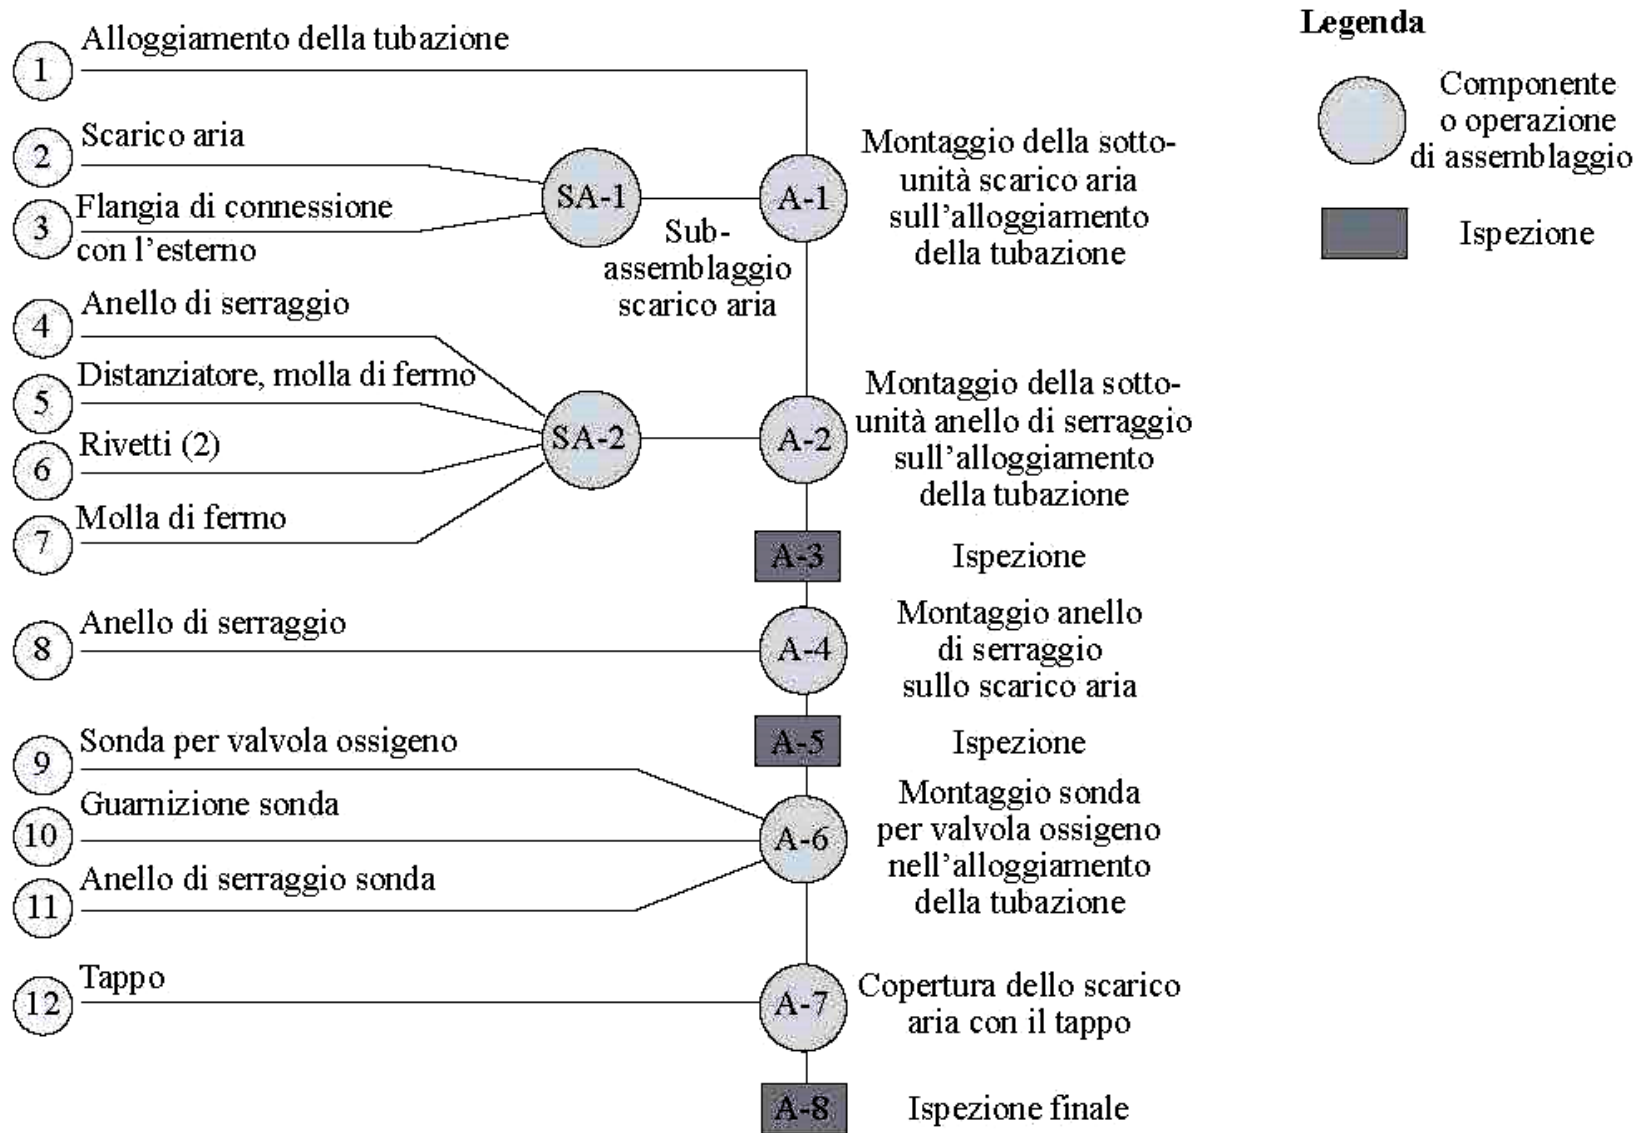 Legenda
Componente
o operazione
di assemblaggio
Ispezione
1
Alloggiamento della tubazione
2
Scarico aria
3
Flangia di connessione
con l'esterno
SA-1
Sub-
assemblaggio
scarico aria
A-1
Montaggio della sotto-
unità scarico aria
sull'alloggiamento
della tubazione
4
Anello di serraggio
5
Distanziatore, molla di fermo
6
Rivetti (2)
7
Molla di fermo
SA-2
A-2
Montaggio della sotto-
unità anello di serraggio
sull'alloggiamento
della tubazione
A-3
Ispezione
8
Anello di serraggio
A-4
Montaggio anello
di serraggio
sullo scarico aria
A-5
Ispezione
9
Sonda per valvola ossigeno
10
Guarnizione sonda
11
Anello di serraggio sonda
A-6
Montaggio sonda
per valvola ossigeno
nell'alloggiamento
della tubazione
12
Tappo
A-7
Copertura dello scarico
aria con il tappo
A-8
Ispezione finale